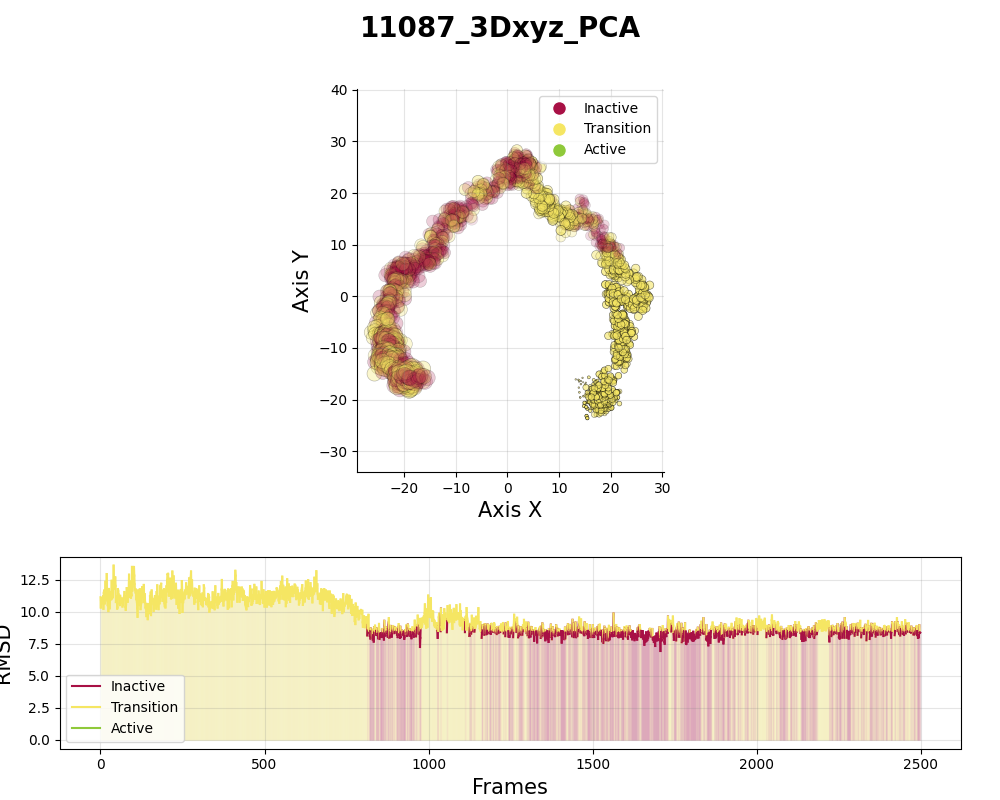 11087_3Dxyz_PCA
40
30
20
10
0
−10
−20
−30
Axis Y
Inactive
Transition
Active
−20 −10 0 10 20 30
Axis X
12.5
10.0
7.5
5.0
2.5
0.0
RMSD
Inactive
Transition
Active
0 500 1000 1500 2000 2500
Frames